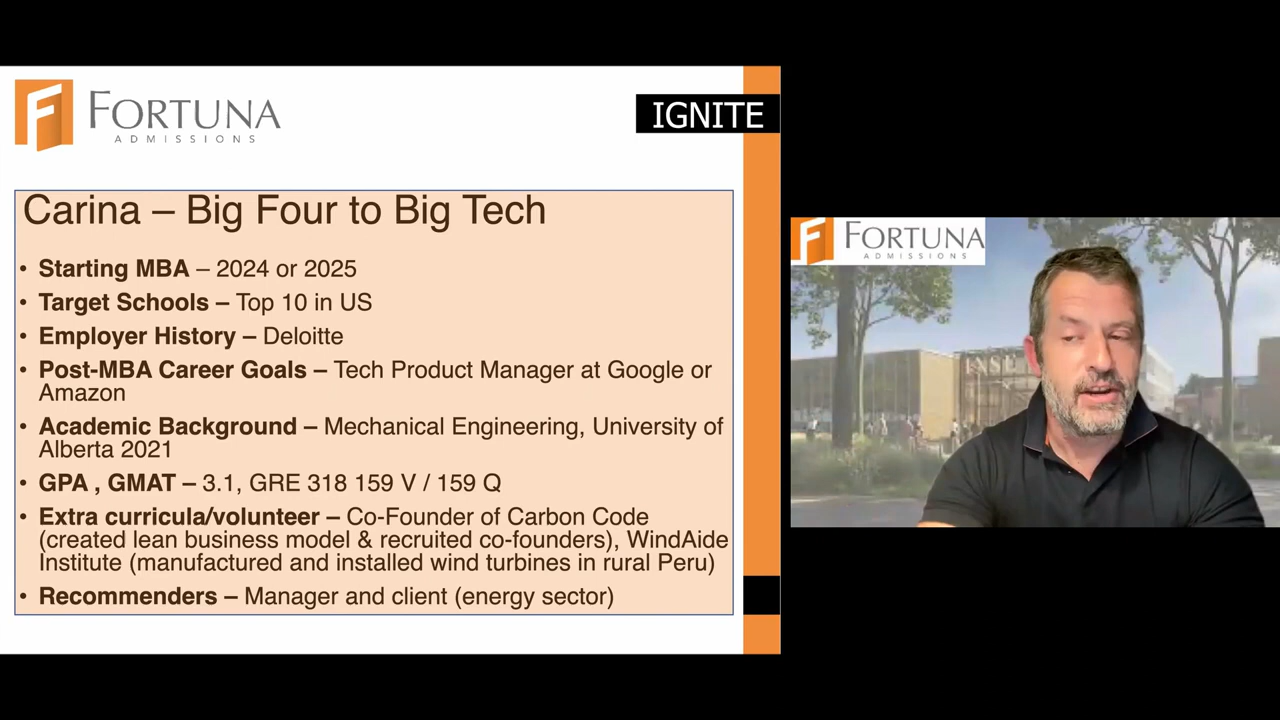 FORTUNA
ADMISSIONS
IGNITE
Carina – Big Four to Big Tech
• Starting MBA – 2024 or 2025
• Target Schools – Top 10 in US
• Employer History – Deloitte
• Post-MBA Career Goals – Tech Product Manager at Google or
Amazon
• Academic Background – Mechanical Engineering, University of
Alberta 2021
• GPA , GMAT – 3.1, GRE 318 159 V / 159 Q
• Extra curricula/volunteer – Co-Founder of Carbon Code
(created lean business model & recruited co-founders), WindAide
Institute (manufactured and installed wind turbines in rural Peru)
• Recommenders – Manager and client (energy sector)
FORTUNA
ADMISSIONS